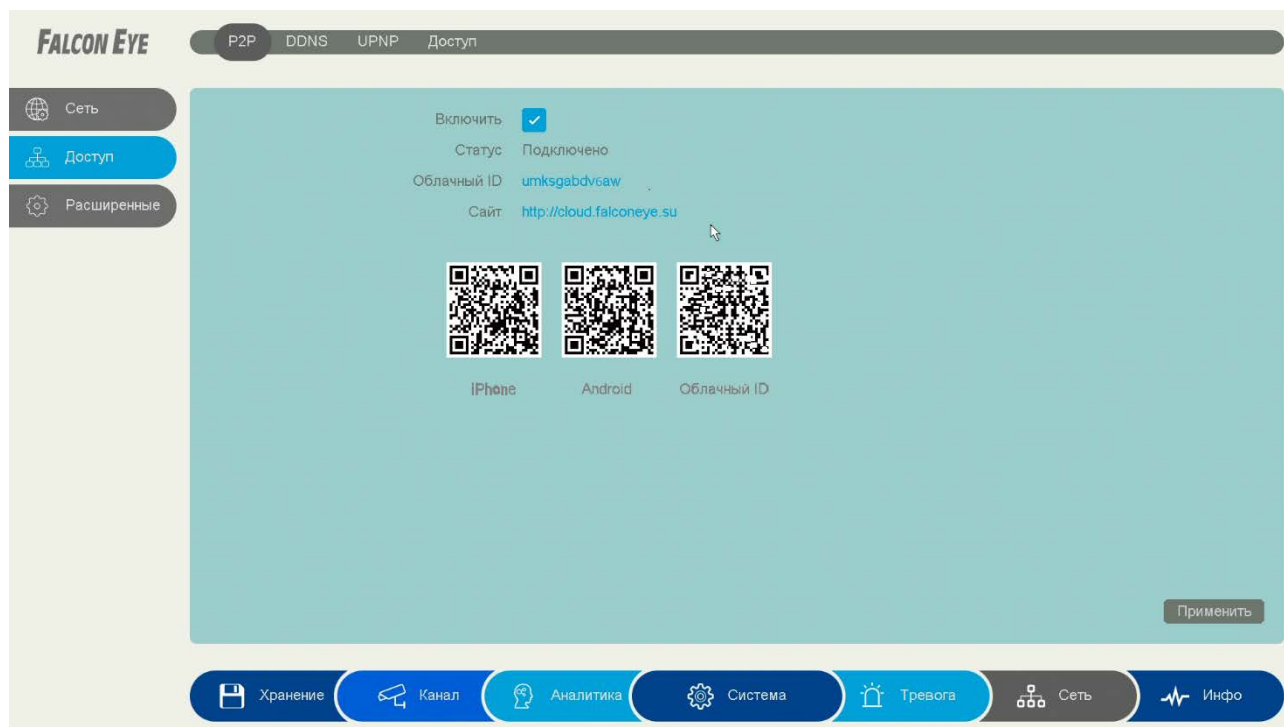 FALCON EYE
P2P DDNS UPNP Доступ
Сеть
Доступ
Расширенные
Включить
Статус Подключено
Облачный ID umksgabdv6aw
Сайт http://cloud.falconeye.su
iPhone Android Облачный ID
Применить
Хранение Канал Аналитика Система Тревога Сеть Инфо